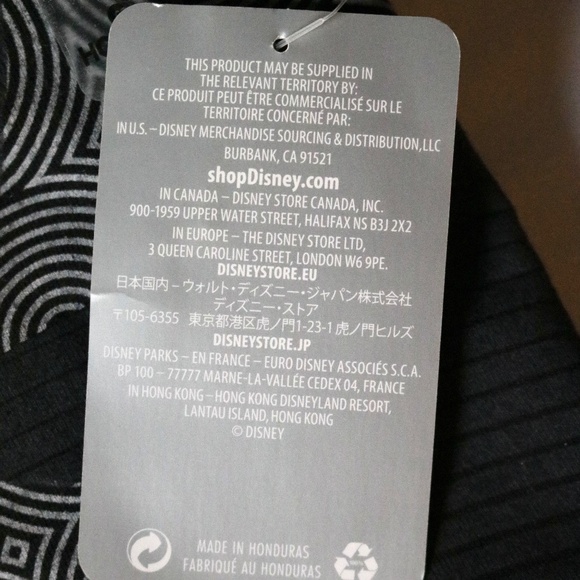 THIS PRODUCT MAY BE SUPPLIED IN
THE RELEVANT TERRITORY BY:
CE PRODUIT PEUT ÊTRE COMMERCIALISÉ SUR LE
TERRITOIRE CONCERNÉ PAR:
IN U.S. – DISNEY MERCHANDISE SOURCING & DISTRIBUTION, LLC
BURBANK, CA 91521
shopDisney.com
IN CANADA – DISNEY STORE CANADA, INC.
900-1959 UPPER WATER STREET, HALIFAX NS B3J 2X2
IN EUROPE – THE DISNEY STORE LTD,
3 QUEEN CAROLINE STREET, LONDON W6 9PE.
DISNEYSTORE.EU
日本国内 – ウォルト・ディズニー・ジャパン株式会社
ディズニー・ストア
〒105-6355 東京都港区虎ノ門1-23-1 虎ノ門ヒルズ
DISNEYSTORE.JP
DISNEY PARKS – EN FRANCE – EURO DISNEY ASSOCIÉS S.C.A.
BP 100 – 77777 MARNE-LA-VALLÉE CEDEX 04, FRANCE
IN HONG KONG – HONG KONG DISNEYLAND RESORT,
LANTAU ISLAND, HONG KONG
© DISNEY
MADE IN HONDURAS
FABRIQUÉ AU HONDURAS
100%